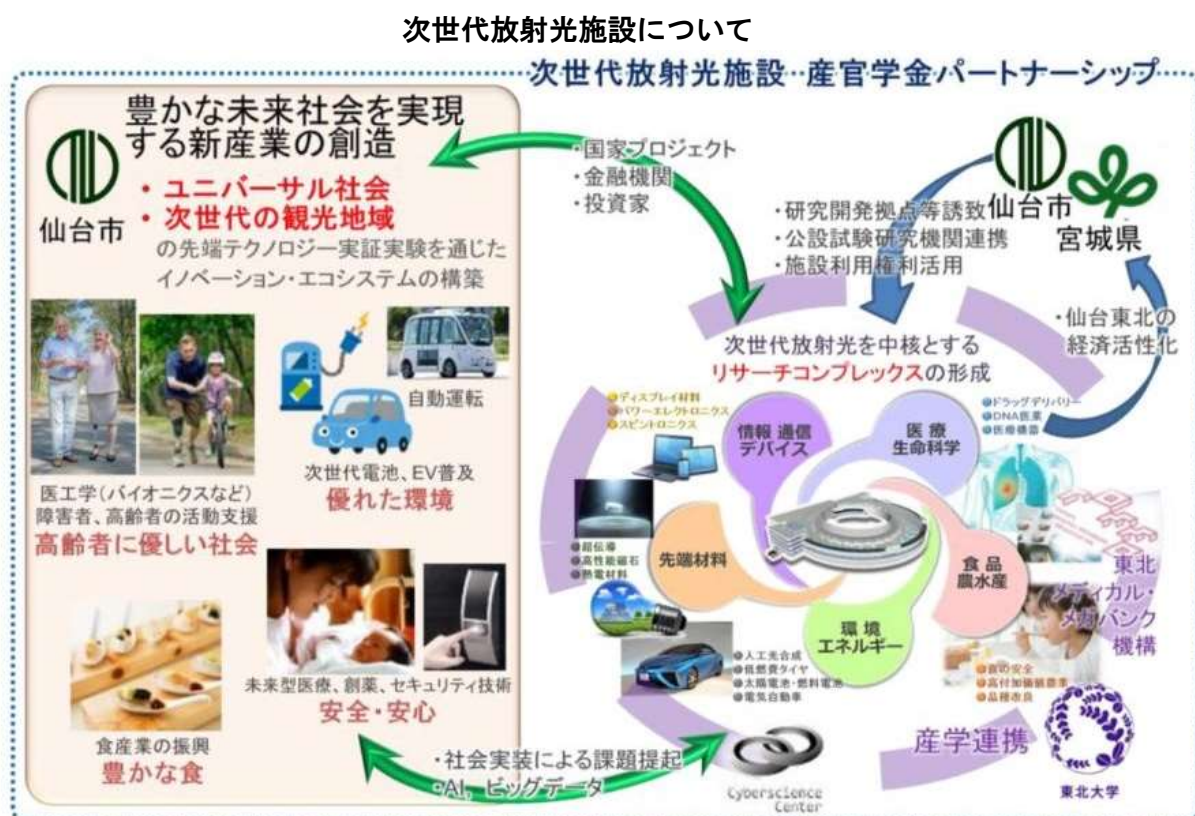 次世代放射光施設について
次世代放射光施設 産官学金パートナーシップ
豊かな未来社会を実現
する新産業の創造
仙台市
・ユニバーサル社会
・次世代の観光地域
の先端テクノロジー実証実験を通じた
イノベーション・エコシステムの構築
自動運転
医工学(バイオニクスなど)
障害者、高齢者の活動支援
高齢者に優しい社会
次世代電池、EV普及
優れた環境
未来型医療、創薬、セキュリティ技術
安全・安心
食産業の振興
豊かな食
・国家プロジェクト
・金融機関
・投資家
・研究開発拠点等誘致
・公設試験研究機関連携
・施設利用権利活用
仙台市
宮城県
・仙台東北の
経済活性化
次世代放射光を中核とする
リサーチコンプレックスの形成
●ディスプレイ材料
●パワーエレクトロニクス
●スピントロニクス
情報 通信
デバイス
医療
生命科学
●ドラッグデリバリー
●DNA医薬
●医療機器
●超伝導
●高性能磁石
●熱電材料
先端材料
食品
農水産
環境
エネルギー
東北
メディカル・
メガバンク
機構
●人工光合成
●低燃費タイヤ
●太陽電池・燃料電池
●電気自動車
●食の安全
●高付加価値農業
●品種改良
・社会実装による課題提起
・AI, ビッグデータ
Cyberscience
Center
産学連携
東北大学